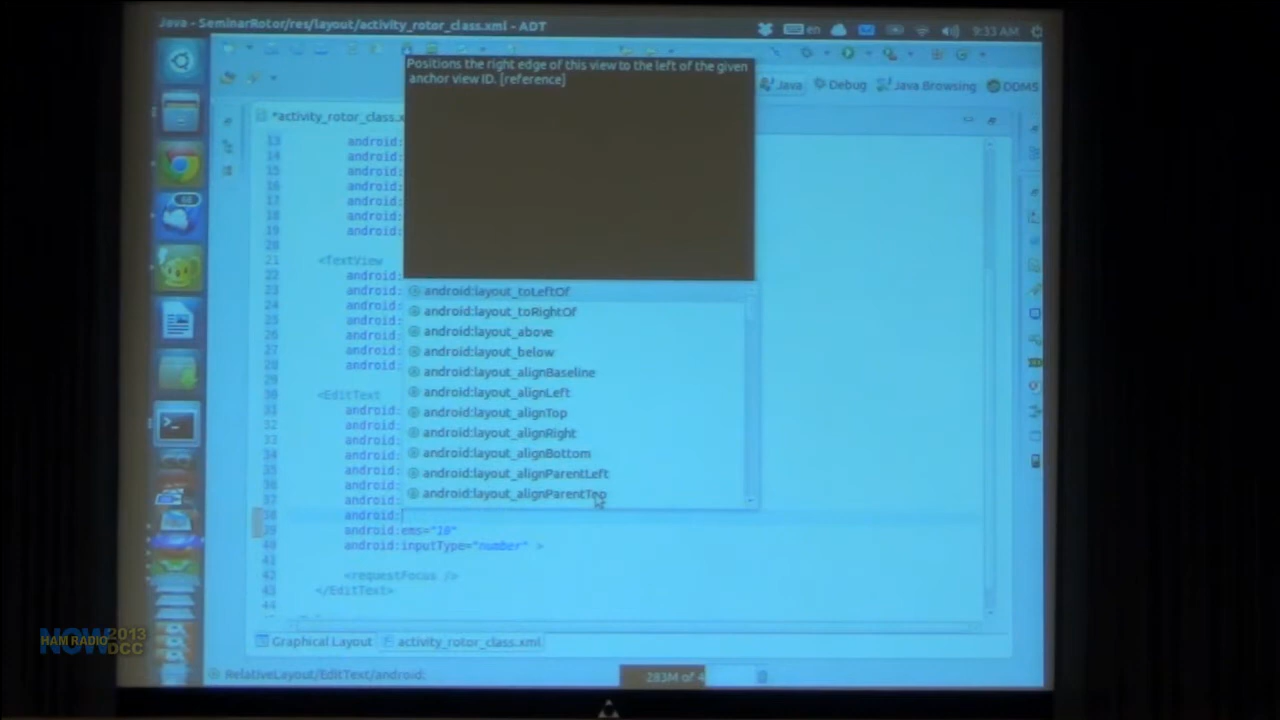 Java - SeminarRotor/res/layout/activity_rotor_class.xml - ADT
en
9:33 AM
Positions the right edge of this view to the left of the given
anchor view ID. [reference]
Java
Debug
Java Browsing
DDMS
*activity_rotor_class.x
13 android:
14 android:
15 android:
16 android:
17 android:
18 android:
19 android:
20
21 <TextView
22 android:
23 android:
24 android:
25 android:
26 android:
27 android:
28 android:
29
30 <EditText
31 android:
32 android:
33 android:
34 android:
35 android:
36 android:
37 android:
38 android:
39 android:ems="10"
40 android:inputType="number" >
41
42 <requestFocus />
43 </EditText>
44
android:layout_toLeftOf
android:layout_toRightOf
android:layout_above
android:layout_below
android:layout_alignBaseline
android:layout_alignLeft
android:layout_alignTop
android:layout_alignRight
android:layout_alignBottom
android:layout_alignParentLeft
android:layout_alignParentTop
Graphical Layout
activity_rotor_class.xml
RelativeLayout/EditText/android:
283M of 4
HAM RADIO
NOW
2013
DCC